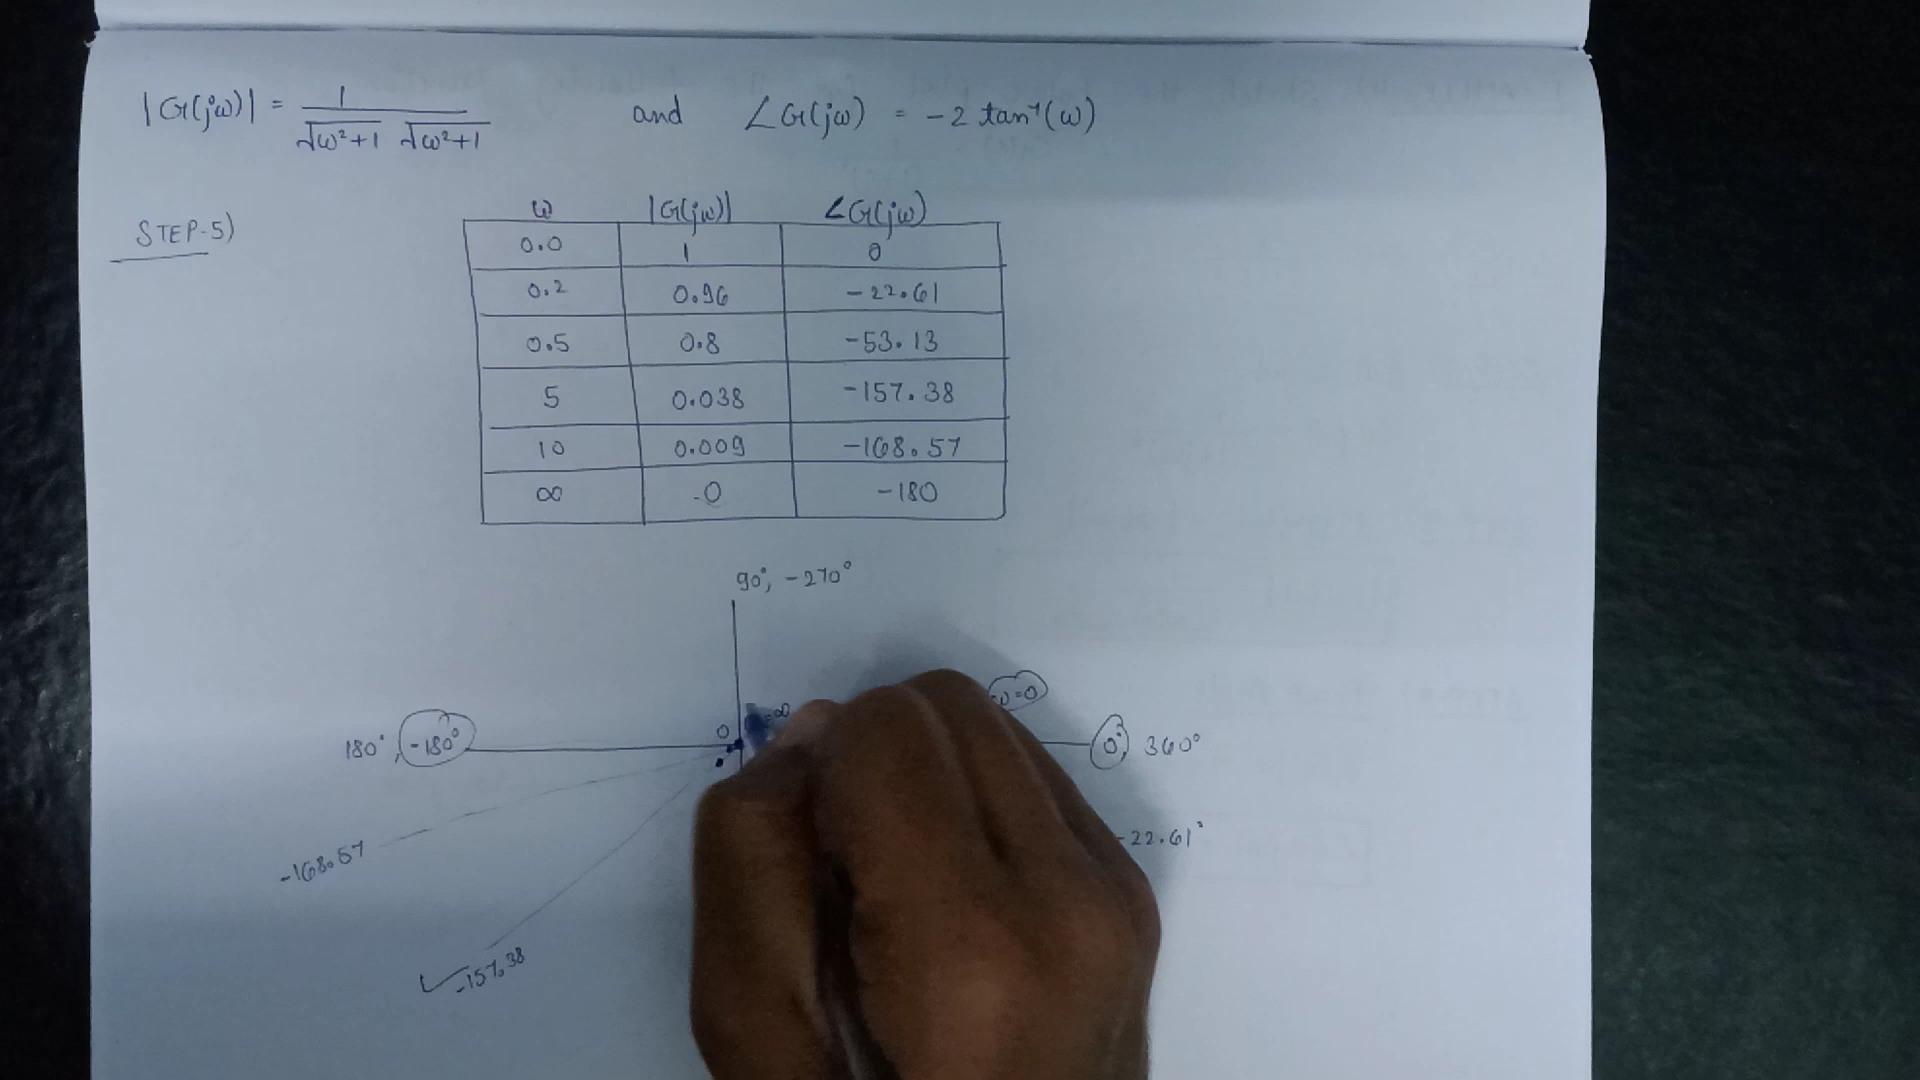 |G(jω)| = 1 / √ω²+1 √ω²+1 and ∠G(jω) = -2 tan⁻¹(ω)
STEP-5)
ω |G(jω)| ∠G(jω)
0.0 1 0
0.2 0.96 -22.61
0.5 0.8 -53.13
5 0.038 -157.38
10 0.009 -168.57
∞ 0 -180
90°, -270°
ω=0
0 =∞
180°, -180° 0°, 360°
-22.61°
-168.57
-157.38